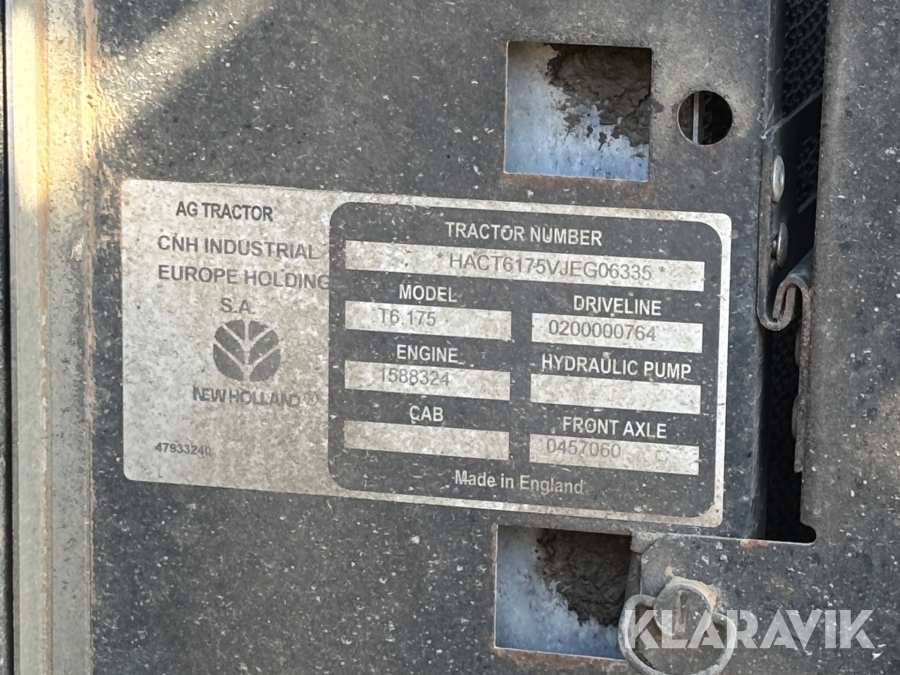 AG TRACTOR
CNH INDUSTRIAL
EUROPE HOLDING
S.A.
NEW HOLLAND ®
47933240
TRACTOR NUMBER
* HACT6175VJEG06335 *
MODEL
T6.175
DRIVELINE
0200000764
ENGINE
1588324
HYDRAULIC PUMP
CAB
FRONT AXLE
0457060
Made in England
KLARAVIK